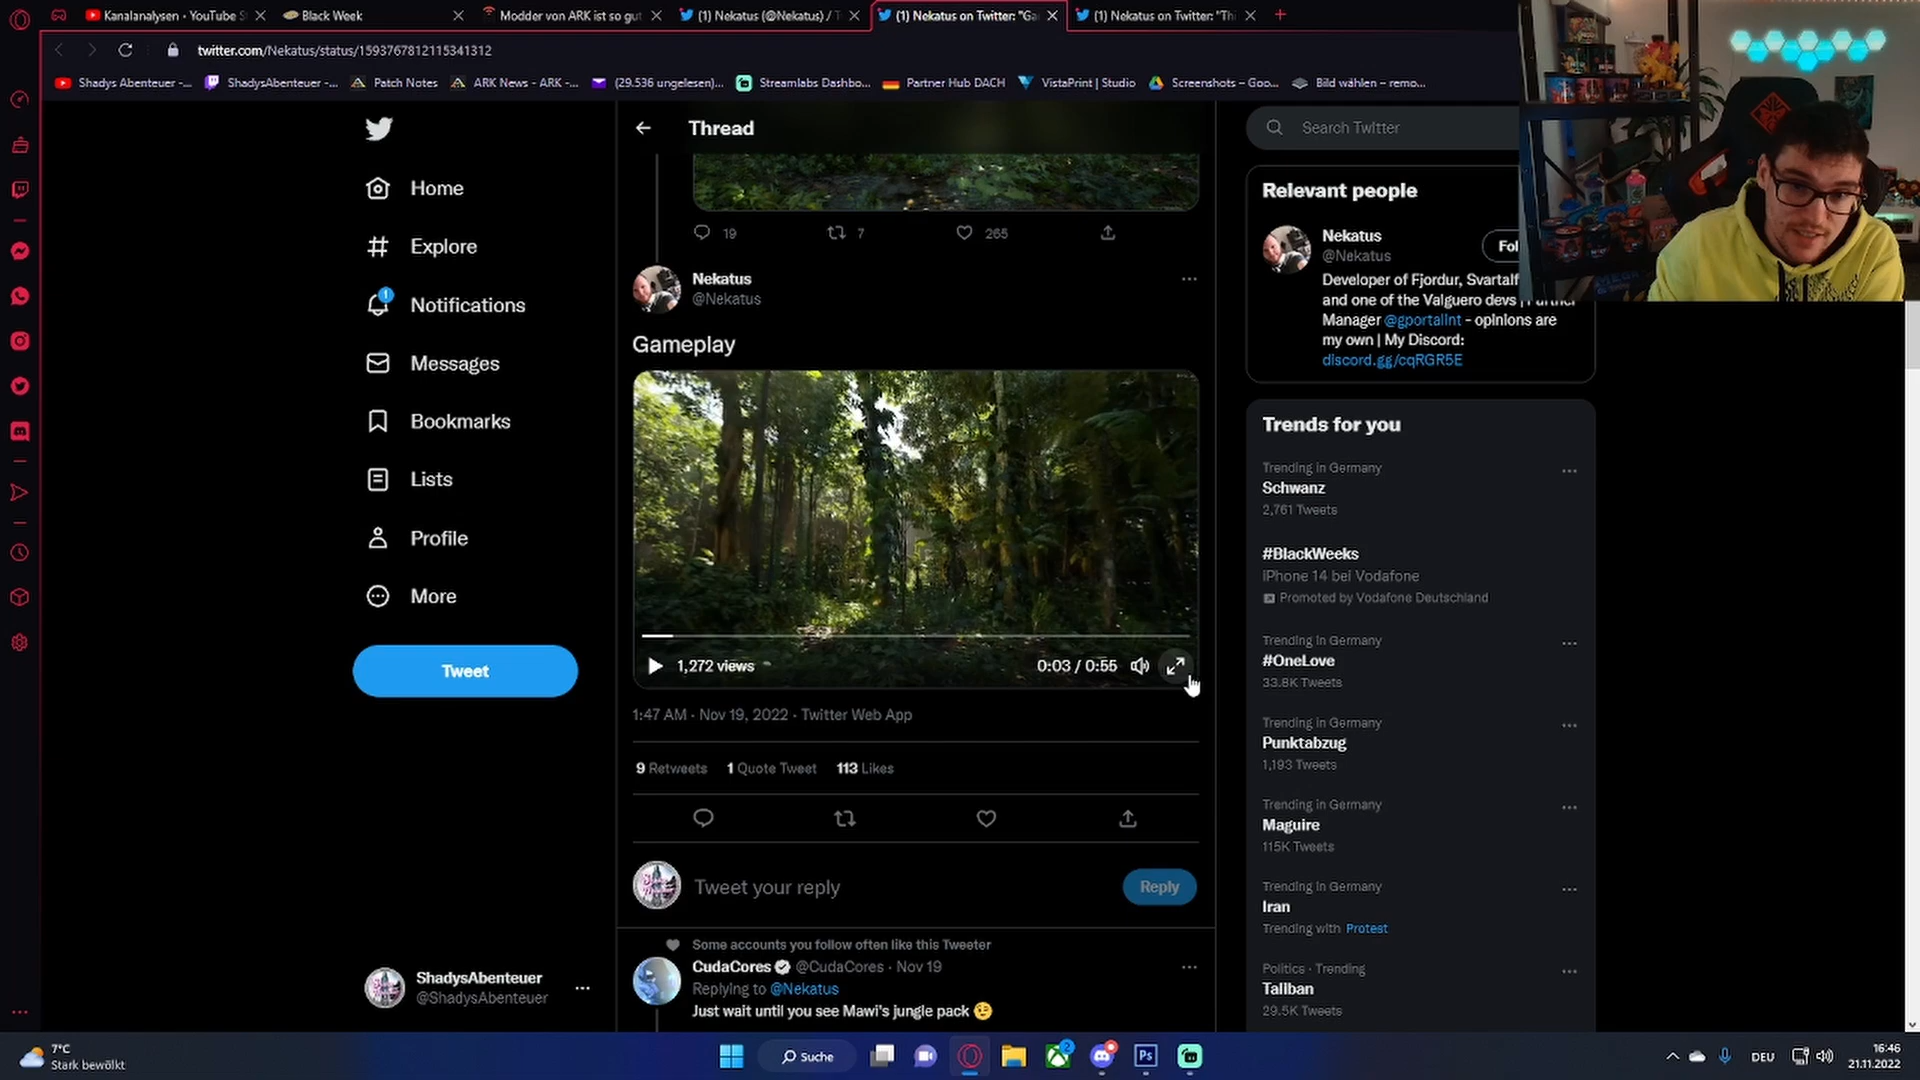 Kanalanalysen - YouTube S
Black Week
Modder von ARK ist so gut
(1) Nekatus (@Nekatus) / T
(1) Nekatus on Twitter: "Ga
(1) Nekatus on Twitter: "Th
twitter.com/Nekatus/status/1593767812115341312
Shadys Abenteuer -...
ShadysAbenteuer -...
Patch Notes
ARK News - ARK -...
(29.536 ungelesen)...
Streamlabs Dashbo...
Partner Hub DACH
VistaPrint | Studio
Screenshots – Goo...
Bild wählen – remo...
Home
Explore
1
Notifications
Messages
Bookmarks
Lists
Profile
More
Tweet
ShadysAbenteuer
@ShadysAbenteuer
Thread
19
7
265
Nekatus
@Nekatus
Gameplay
1,272 views
0:03 / 0:55
1:47 AM · Nov 19, 2022 · Twitter Web App
9 Retweets 1 Quote Tweet 113 Likes
Tweet your reply
Reply
Some accounts you follow often like this Tweeter
CudaCores @CudaCores · Nov 19
Replying to @Nekatus
Just wait until you see Mawi's jungle pack 😉
Search Twitter
Relevant people
Nekatus
@Nekatus
Fol
Developer of Fjordur, Svartalf
and one of the Valguero devs |
Manager @gportalint - opinions are
my own | My Discord:
discord.gg/cqRGR5E
Trends for you
Trending in Germany
Schwanz
2,761 Tweets
#BlackWeeks
iPhone 14 bei Vodafone
Promoted by Vodafone Deutschland
Trending in Germany
#OneLove
33.8K Tweets
Trending in Germany
Punktabzug
1,193 Tweets
Trending in Germany
Maguire
115K Tweets
Trending in Germany
Iran
Trending with Protest
Politics · Trending
Taliban
29.5K Tweets
7°C
Stark bewölkt
Suche
2
Ps
DEU
16:46
21.11.2022